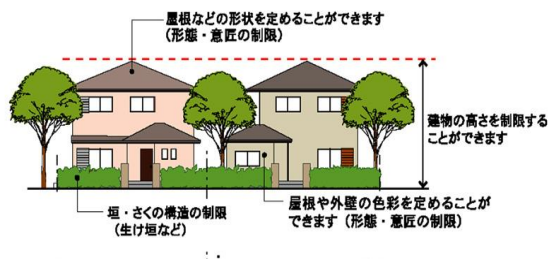 屋根などの形状を定めることができます
（形態・意匠の制限）
建物の高さを制限する
ことができます
垣・さくの構造の制限
（生け垣など）
屋根や外壁の色彩を定めることが
できます（形態・意匠の制限）